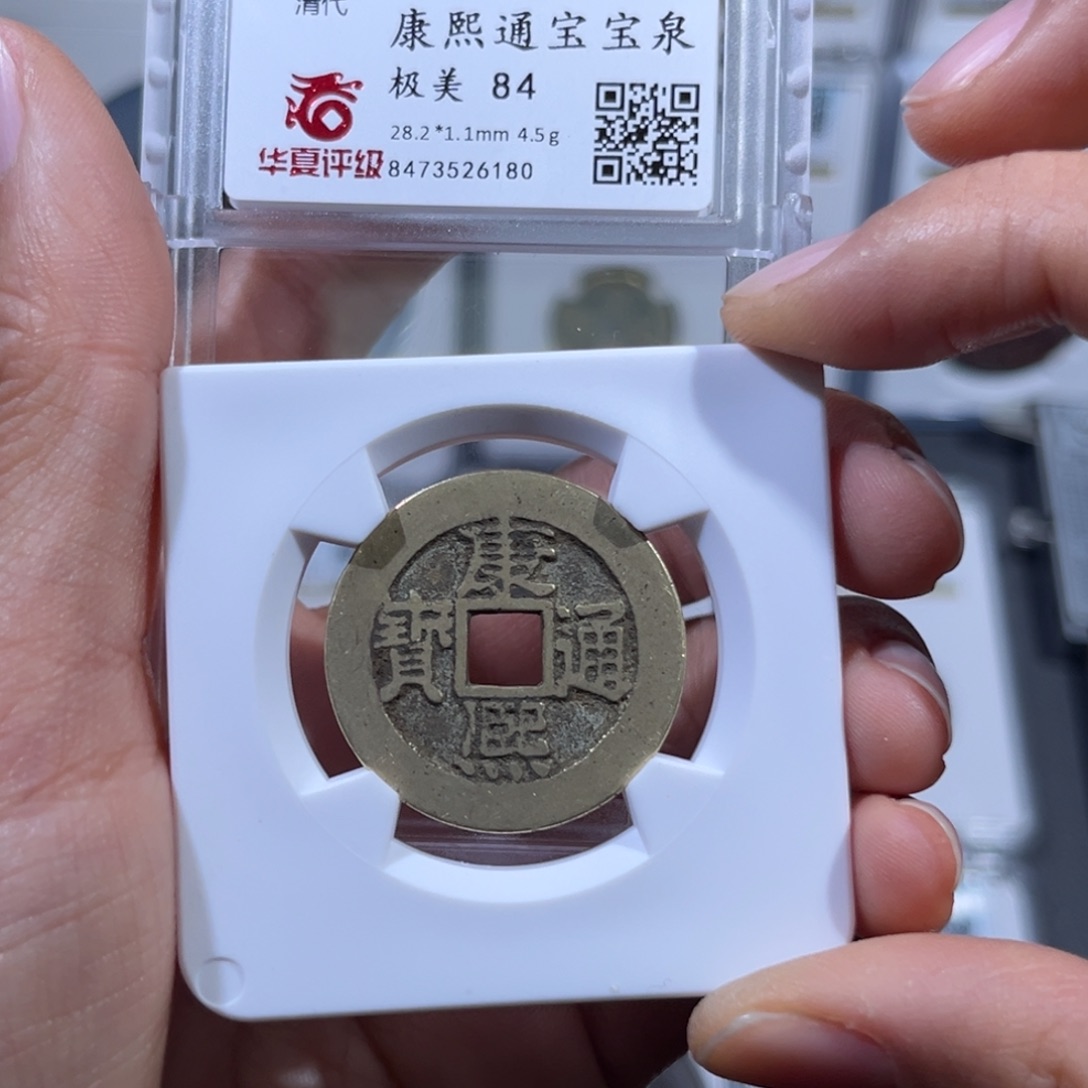 清代
康熙通宝宝泉
极美 84
28.2*1.1mm 4.5g
华夏评级
8473526180
康
寶 通
熙